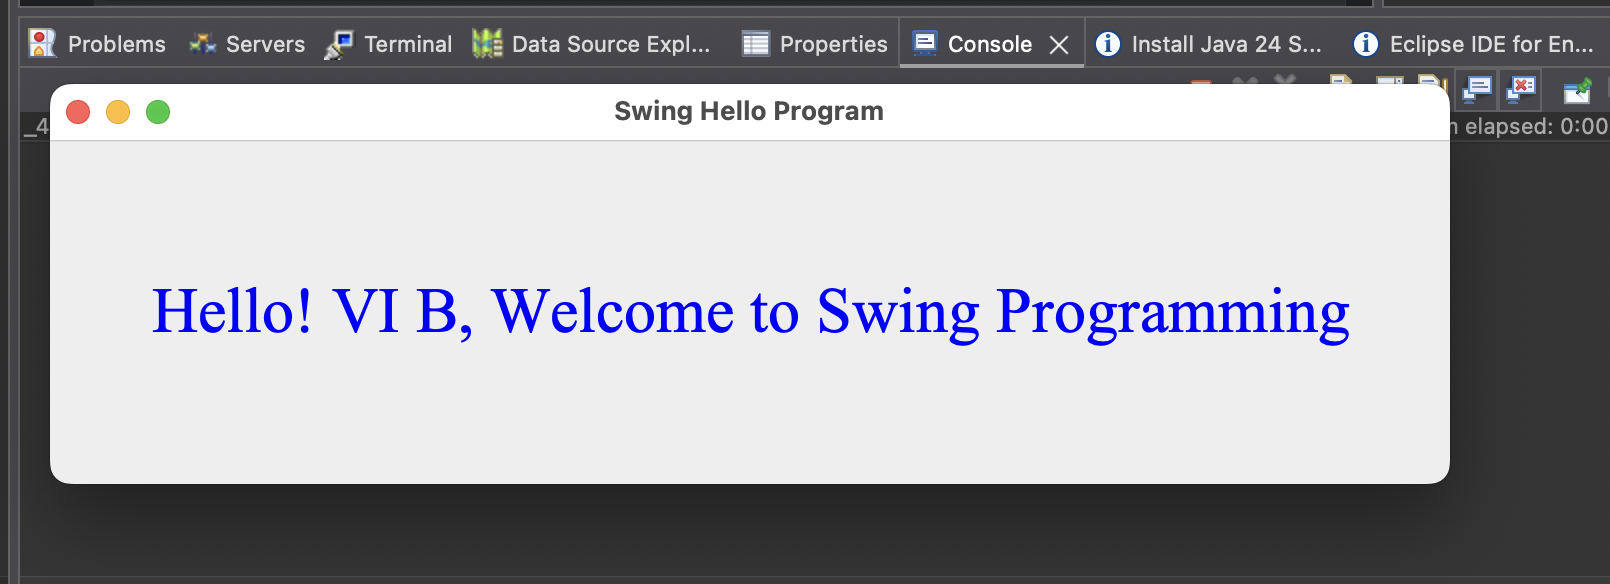 Problems Servers Terminal Data Source Expl... Properties Console Install Java 24 S... Eclipse IDE for En...
Swing Hello Program
_4 elapsed: 0:00
Hello! VI B, Welcome to Swing Programming